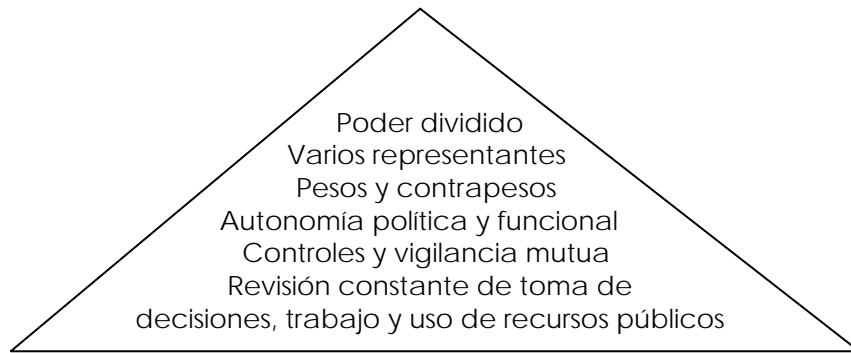 Poder dividido
Varios representantes
Pesos y contrapesos
Autonomía política y funcional
Controles y vigilancia mutua
Revisión constante de toma de
decisiones, trabajo y uso de recursos públicos